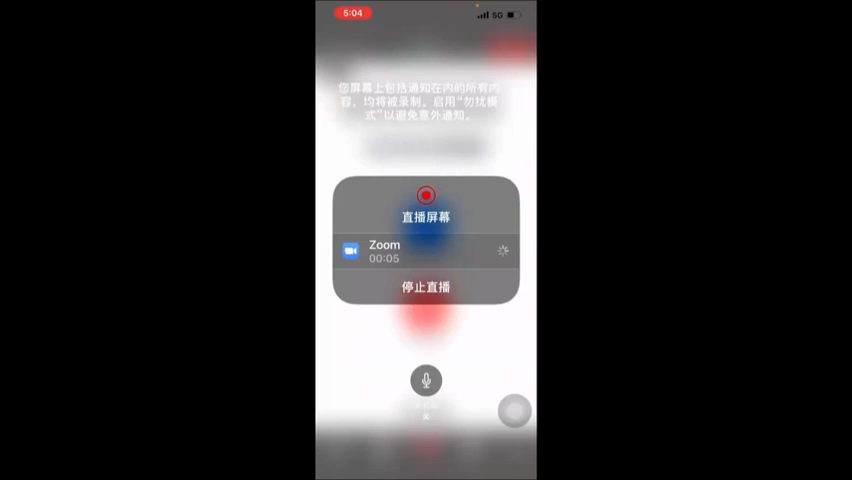 5:04
5G
您屏幕上包括通知在内的所有内
容，均将被录制。启用“勿扰模
式”以避免意外通知。
直播屏幕
Zoom
00:05
停止直播